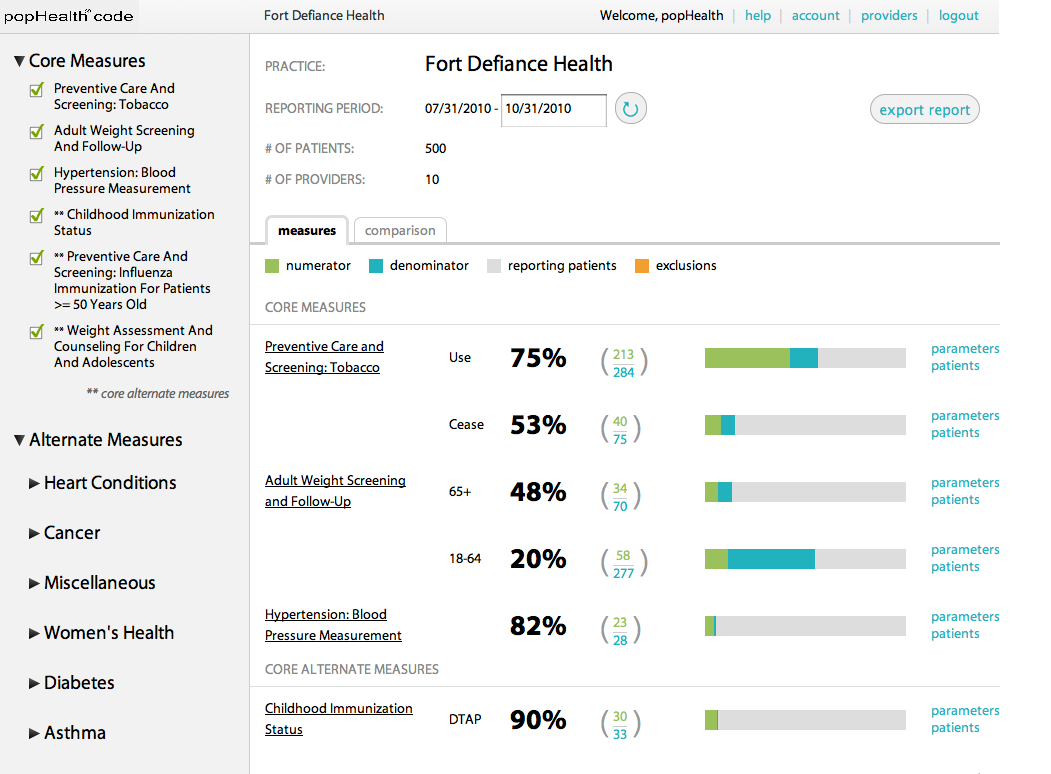 popHealth™ code
Fort Defiance Health
Welcome, popHealth | help | account | providers | logout
▼ Core Measures
Preventive Care And
Screening: Tobacco
Adult Weight Screening
And Follow-Up
Hypertension: Blood
Pressure Measurement
** Childhood Immunization
Status
** Preventive Care And
Screening: Influenza
Immunization For Patients
>= 50 Years Old
** Weight Assessment And
Counseling For Children
And Adolescents
** core alternate measures
▼ Alternate Measures
▶ Heart Conditions
▶ Cancer
▶ Miscellaneous
▶ Women's Health
▶ Diabetes
▶ Asthma
PRACTICE: Fort Defiance Health
REPORTING PERIOD: 07/31/2010 - 10/31/2010
export report
# OF PATIENTS: 500
# OF PROVIDERS: 10
measures comparison
numerator denominator reporting patients exclusions
CORE MEASURES
Preventive Care and
Screening: Tobacco
Use 75% (213
284)
parameters
patients
Cease 53% (40
75)
parameters
patients
Adult Weight Screening
and Follow-Up
65+ 48% (34
70)
parameters
patients
18-64 20% (58
277)
parameters
patients
Hypertension: Blood
Pressure Measurement
82% (23
28)
parameters
patients
CORE ALTERNATE MEASURES
Childhood Immunization
Status
DTAP 90% (30
33)
parameters
patients